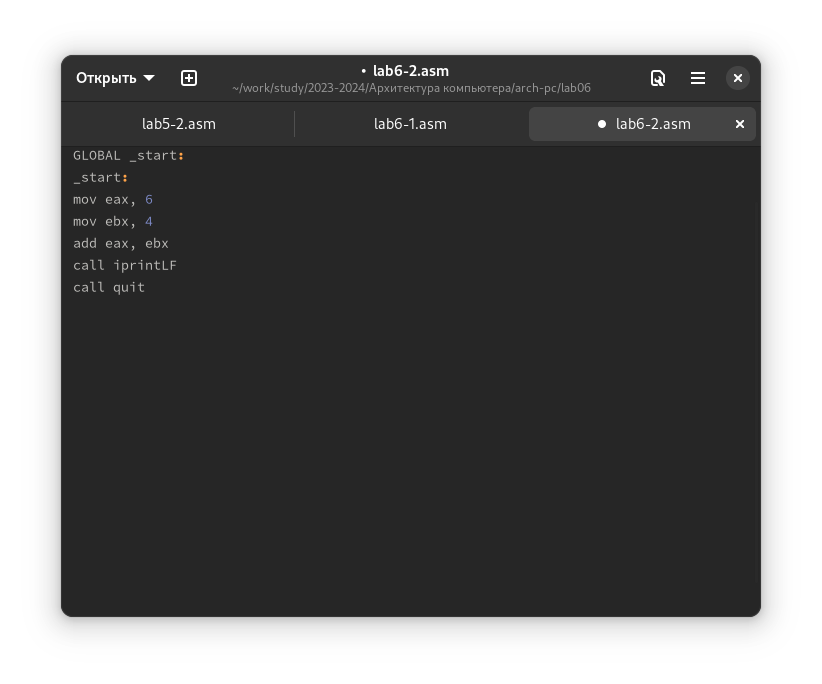 Открыть
• lab6-2.asm
~/work/study/2023-2024/Архитектура компьютера/arch-pc/lab06
lab5-2.asm
lab6-1.asm
lab6-2.asm
GLOBAL _start:
_start:
mov eax, 6
mov ebx, 4
add eax, ebx
call iprintLF
call quit